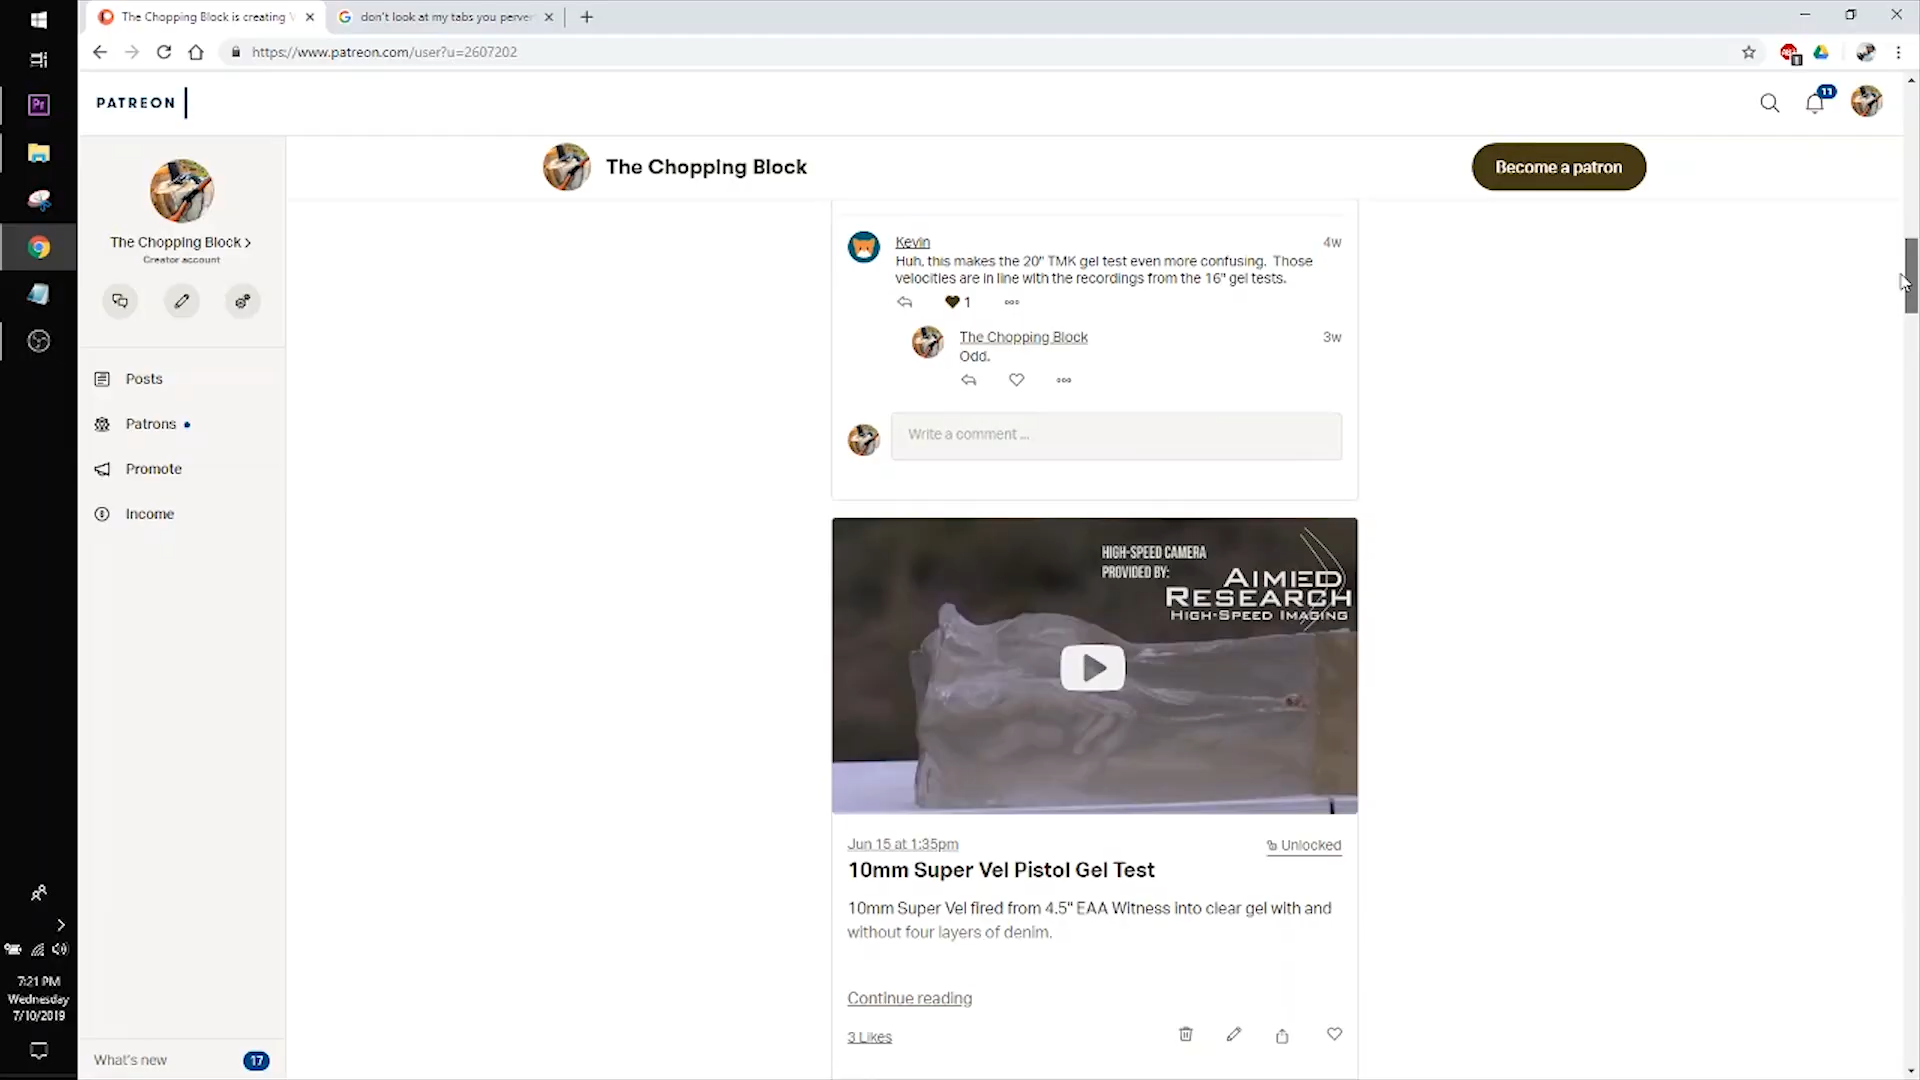 The Chopping Block is creating V
don't look at my tabs you perver
https://www.patreon.com/user?u=2607202
Pr
ABP
1
PATREON
11
The Chopping Block
Creator account
Posts
Patrons
Promote
Income
What's new
17
7:21 PM
Wednesday
7/10/2019
The Chopping Block
Become a patron
Kevin
4w
Huh, this makes the 20" TMK gel test even more confusing. Those
velocities are in line with the recordings from the 16" gel tests.
1
The Chopping Block
3w
Odd.
Write a comment ...
HIGH-SPEED CAMERA
PROVIDED BY:
AIMED
RESEARCH
HIGH-SPEED IMAGING
Jun 15 at 1:35pm
Unlocked
10mm Super Vel Pistol Gel Test
10mm Super Vel fired from 4.5" EAA Witness into clear gel with and
without four layers of denim.
Continue reading
3 Likes